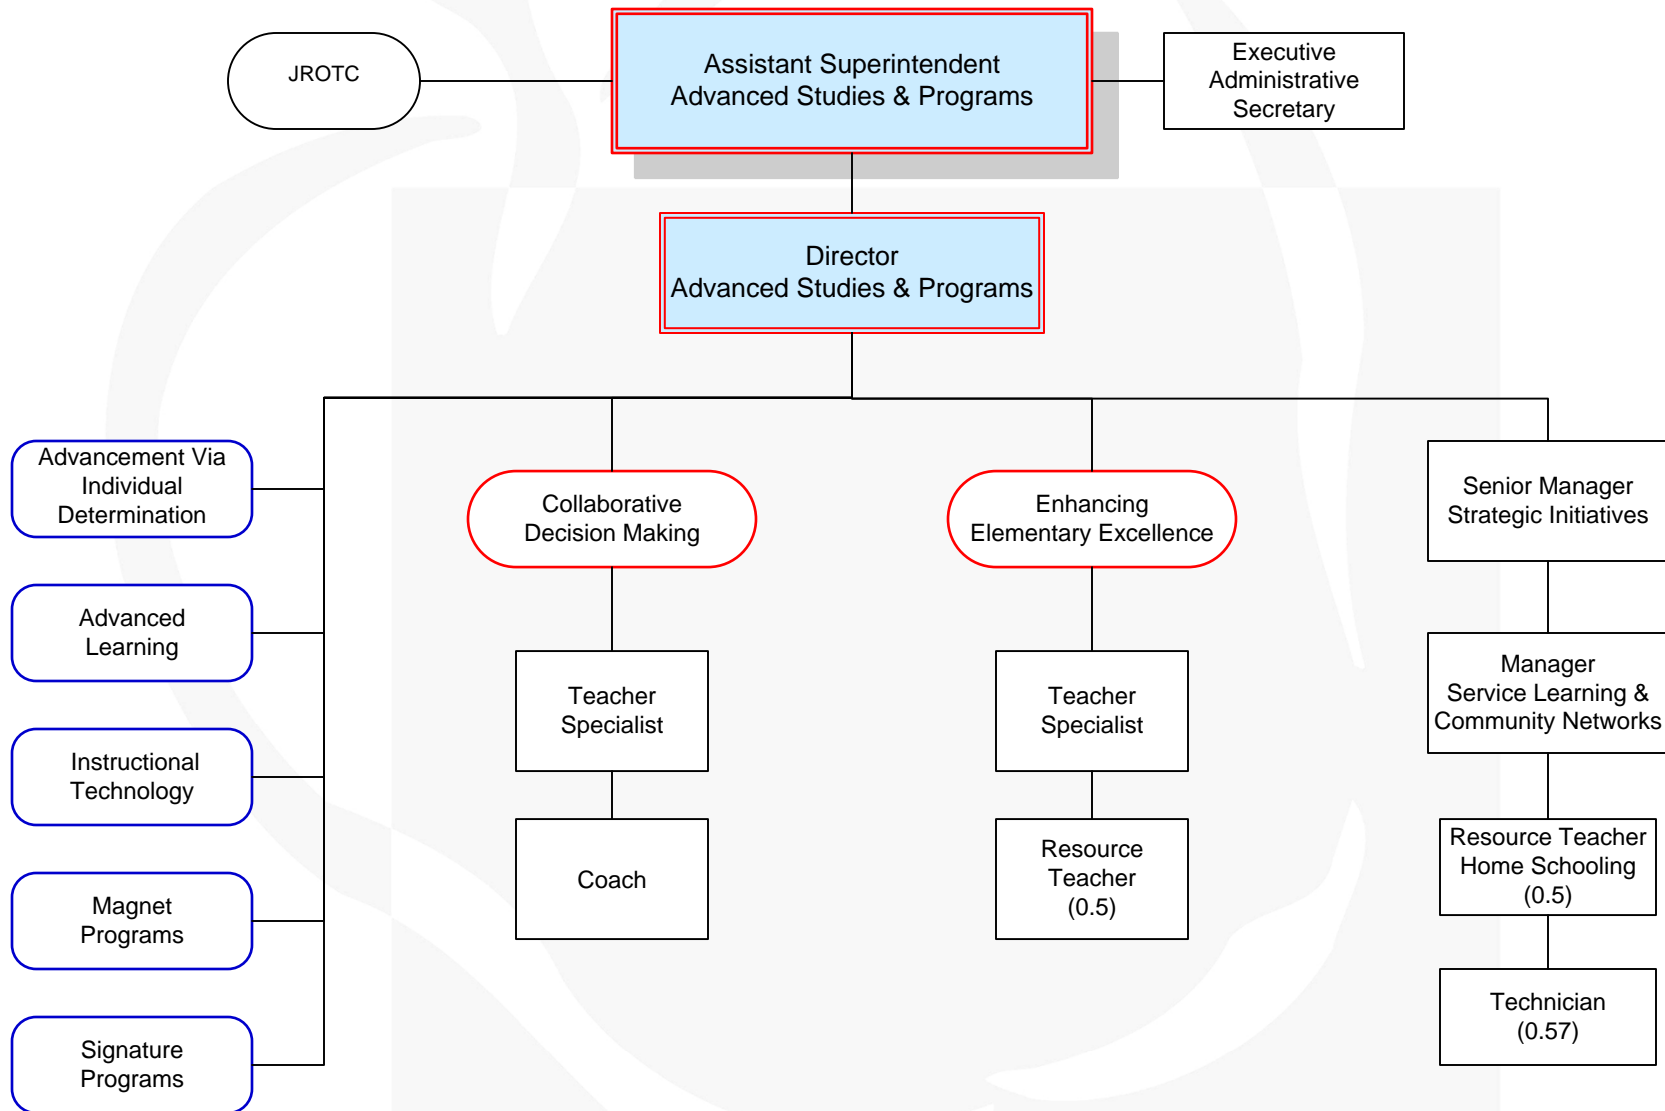 JROTC
Assistant Superintendent
Advanced Studies & Programs
Executive
Administrative
Secretary
Director
Advanced Studies & Programs
Advancement Via
Individual
Determination
Advanced
Learning
Instructional
Technology
Magnet
Programs
Signature
Programs
Collaborative
Decision Making
Teacher
Specialist
Coach
Enhancing
Elementary Excellence
Teacher
Specialist
Resource
Teacher
(0.5)
Senior Manager
Strategic Initiatives
Manager
Service Learning &
Community Networks
Resource Teacher
Home Schooling
(0.5)
Technician
(0.57)